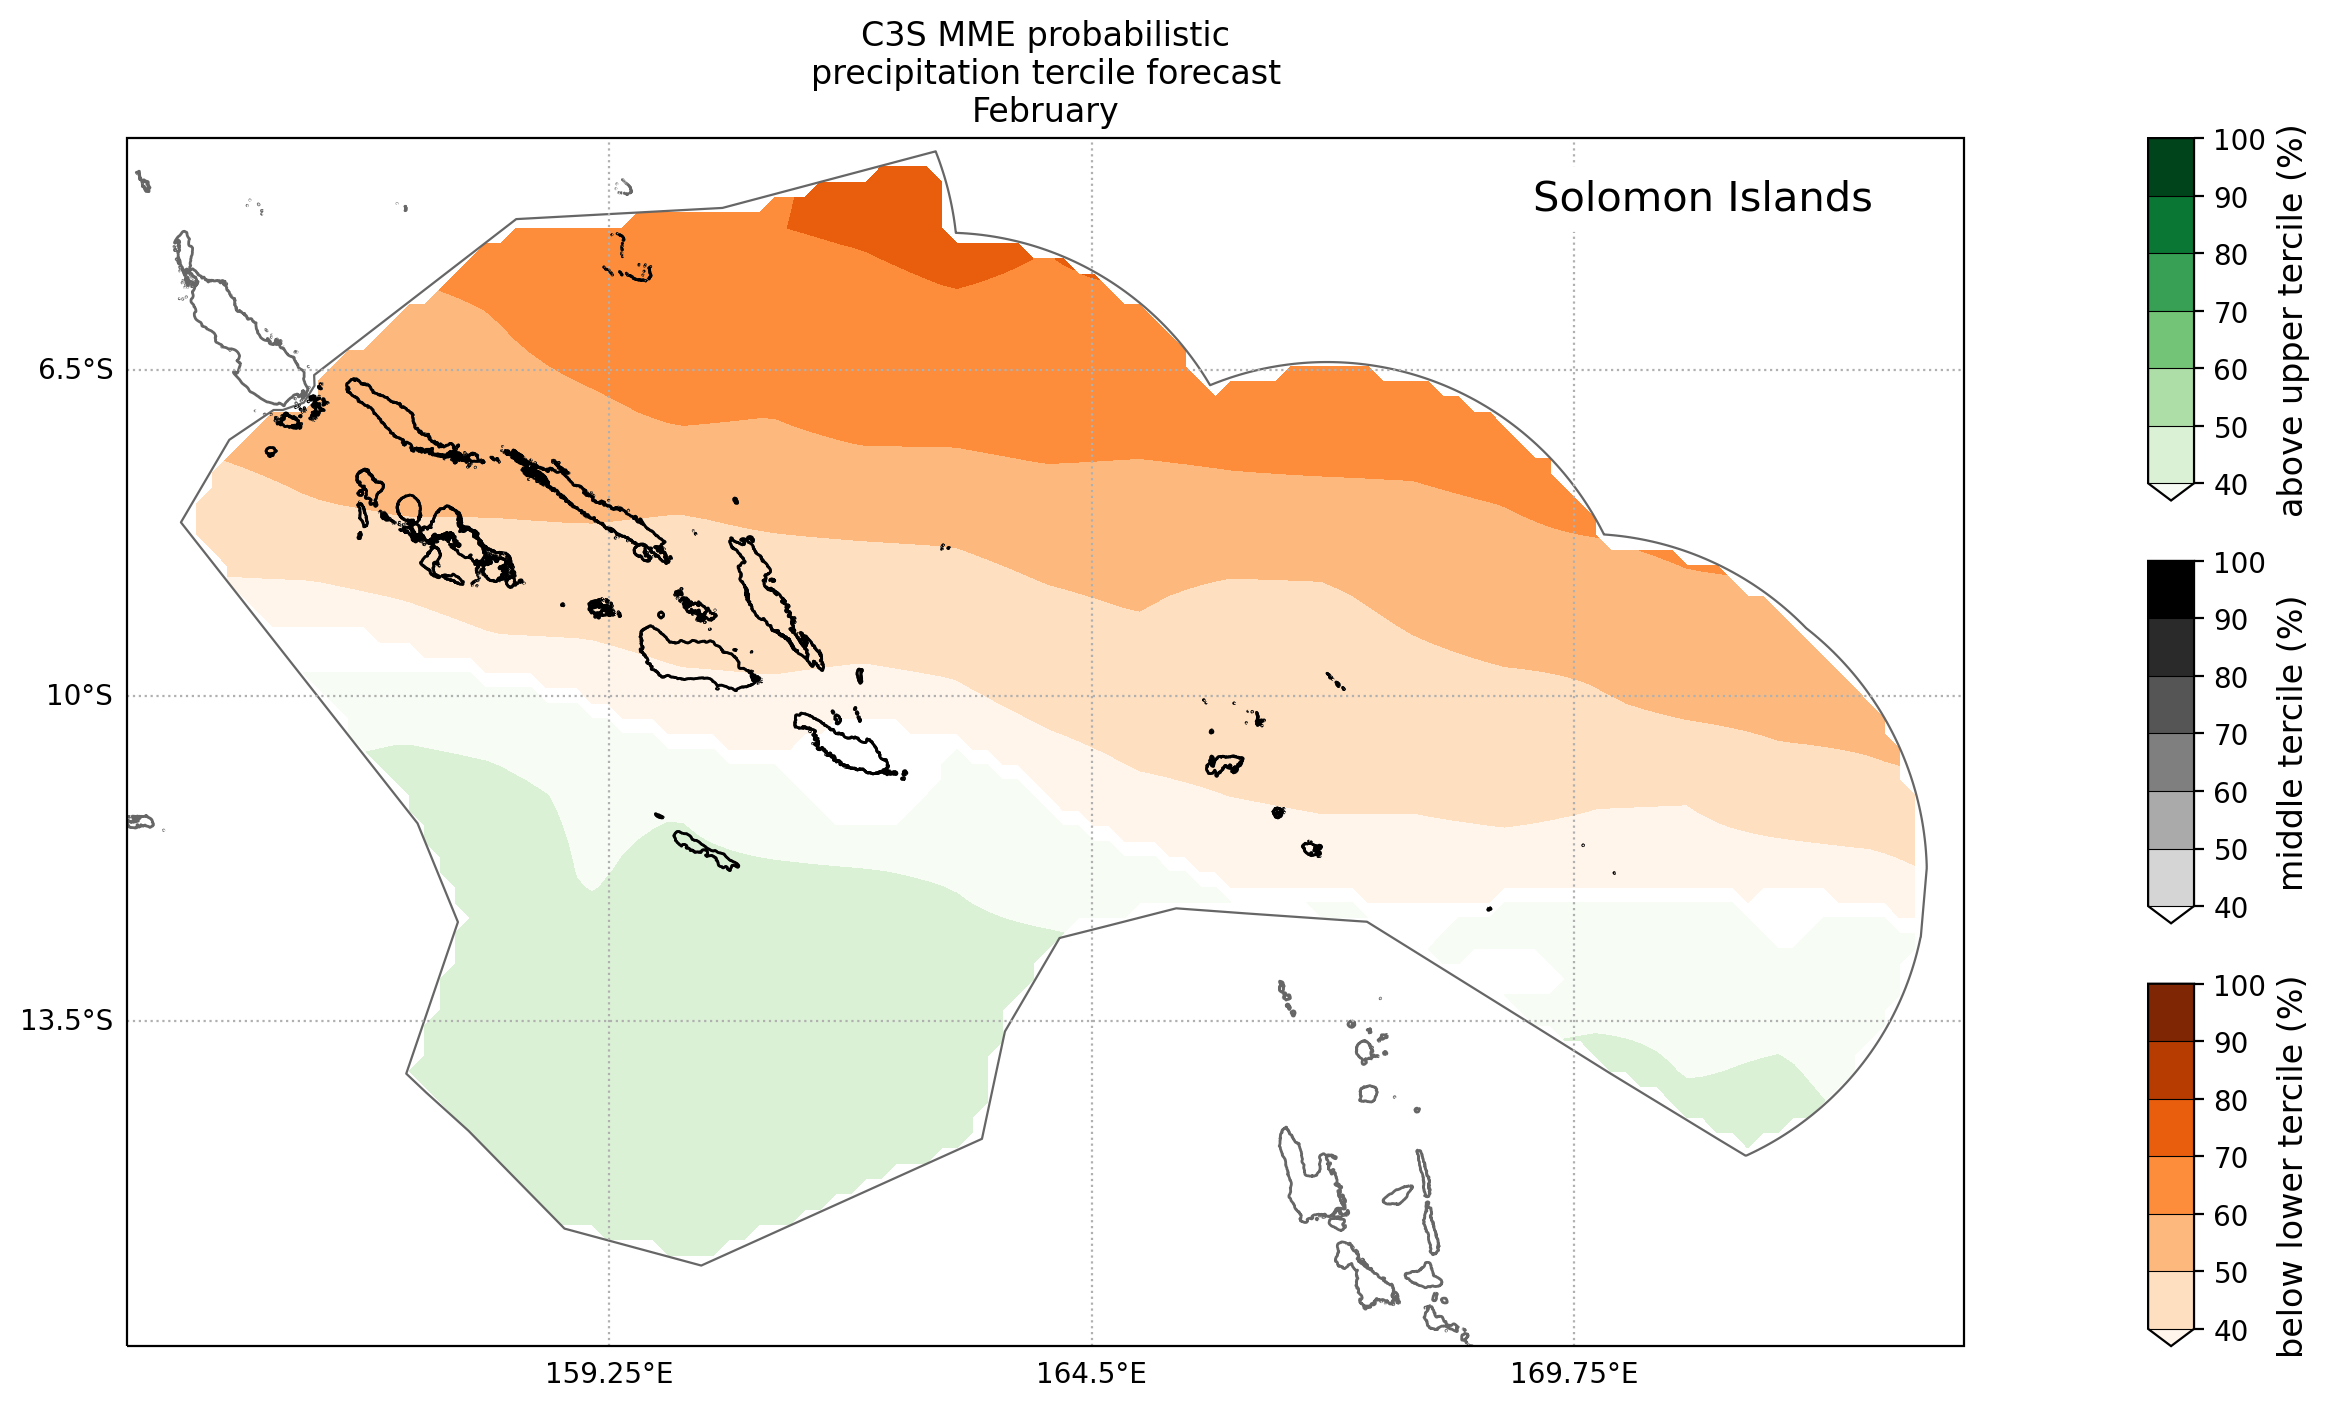 C3S MME probabilistic
precipitation tercile forecast
February
Solomon Islands
6.5°S
10°S
13.5°S
159.25°E
164.5°E
169.75°E
100
90
80
70
60
50
40
above upper tercile (%)
100
90
80
70
60
50
40
middle tercile (%)
100
90
80
70
60
50
40
below lower tercile (%)